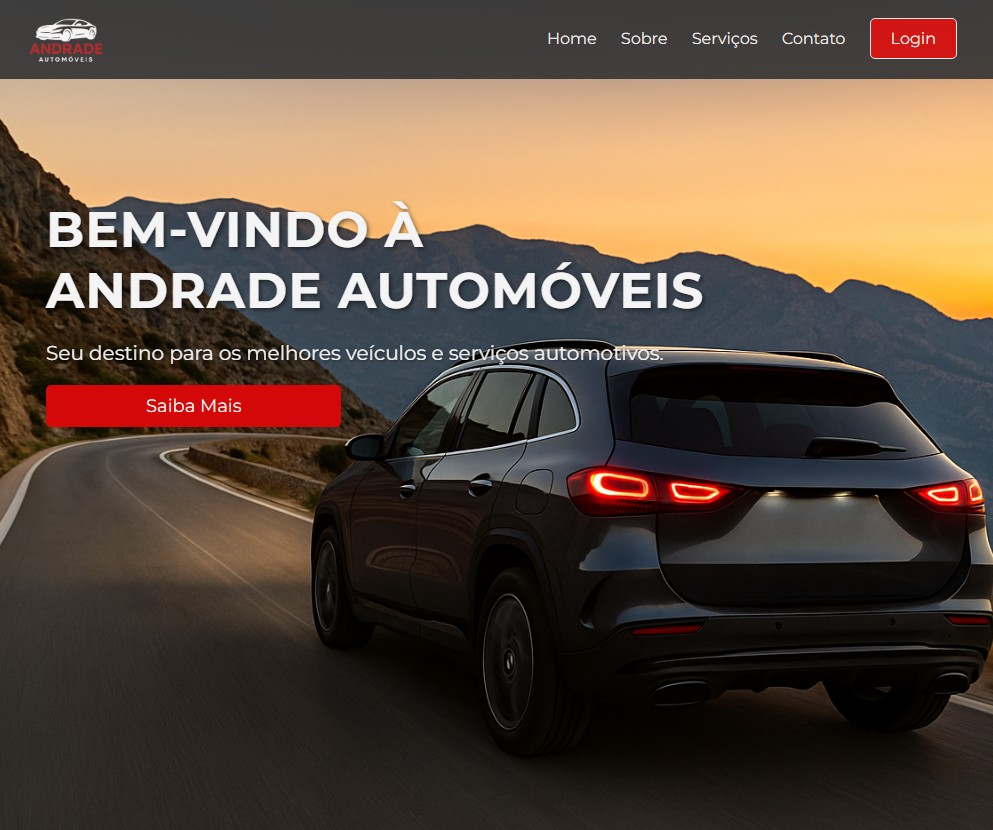 ANDRADE
AUTOMÓVEIS
Home Sobre Serviços Contato Login
BEM-VINDO À
ANDRADE AUTOMÓVEIS
Seu destino para os melhores veículos e serviços automotivos.
Saiba Mais